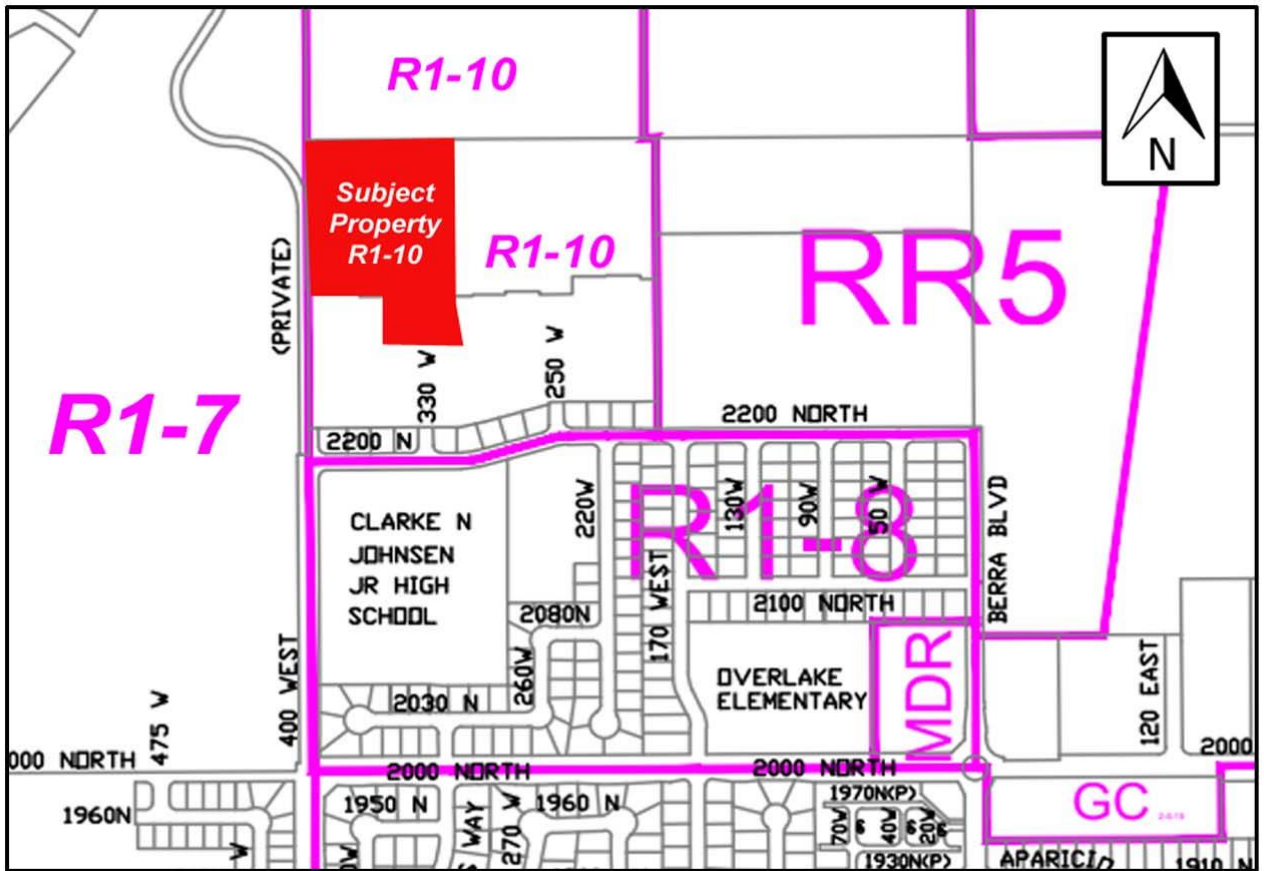 R1-10
N
Subject
Property
R1-10
R1-10
(PRIVATE)
RR5
330 W
250 W
R1-7
2200 N
2200 NORTH
CLARKE N
JOHNSEN
JR HIGH
SCHOOL
220W
R1-8
130W
90W
50 W
BERRA BLVD
170 WEST
2100 NORTH
2080N
260W
OVERLAKE
ELEMENTARY
MDR
400 WEST
475 W
2030 N
120 EAST
000 NORTH
2000 NORTH
2000 NORTH
2000
1960N
1950 N
S WAY
270 W
1960 N
1970N(P)
70W
40W
20W
1930N(P)
GC
W
0W
APARICIO
1910 N